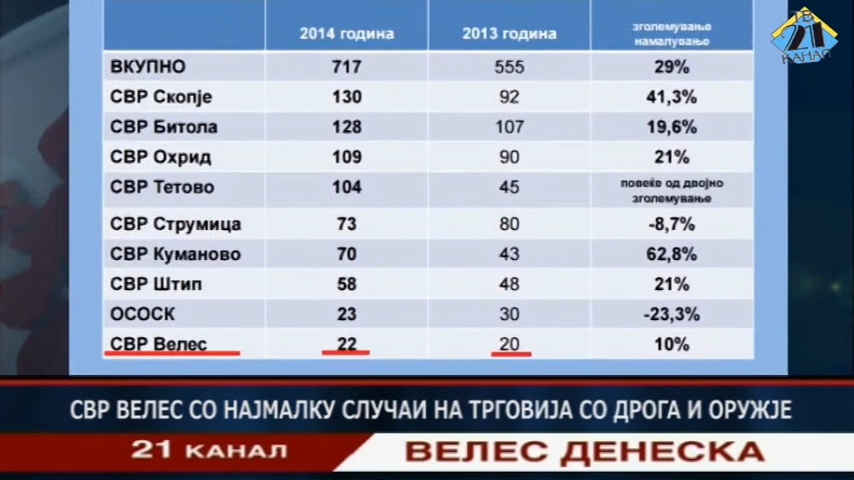 2014 година 2013 година зголемување
намалување
ВКУПНО 717 555 29%
СВР Скопје 130 92 41,3%
СВР Битола 128 107 19,6%
СВР Охрид 109 90 21%
СВР Тетово 104 45 повеќе од двојно
зголемување
СВР Струмица 73 80 -8,7%
СВР Куманово 70 43 62,8%
СВР Штип 58 48 21%
ОСОСК 23 30 -23,3%
СВР Велес 22 20 10%
ТВ
21
КАНАЛ
СВР ВЕЛЕС СО НАЈМАЛКУ СЛУЧАИ НА ТРГОВИЈА СО ДРОГА И ОРУЖЈЕ
21 КАНАЛ ВЕЛЕС ДЕНЕСКА